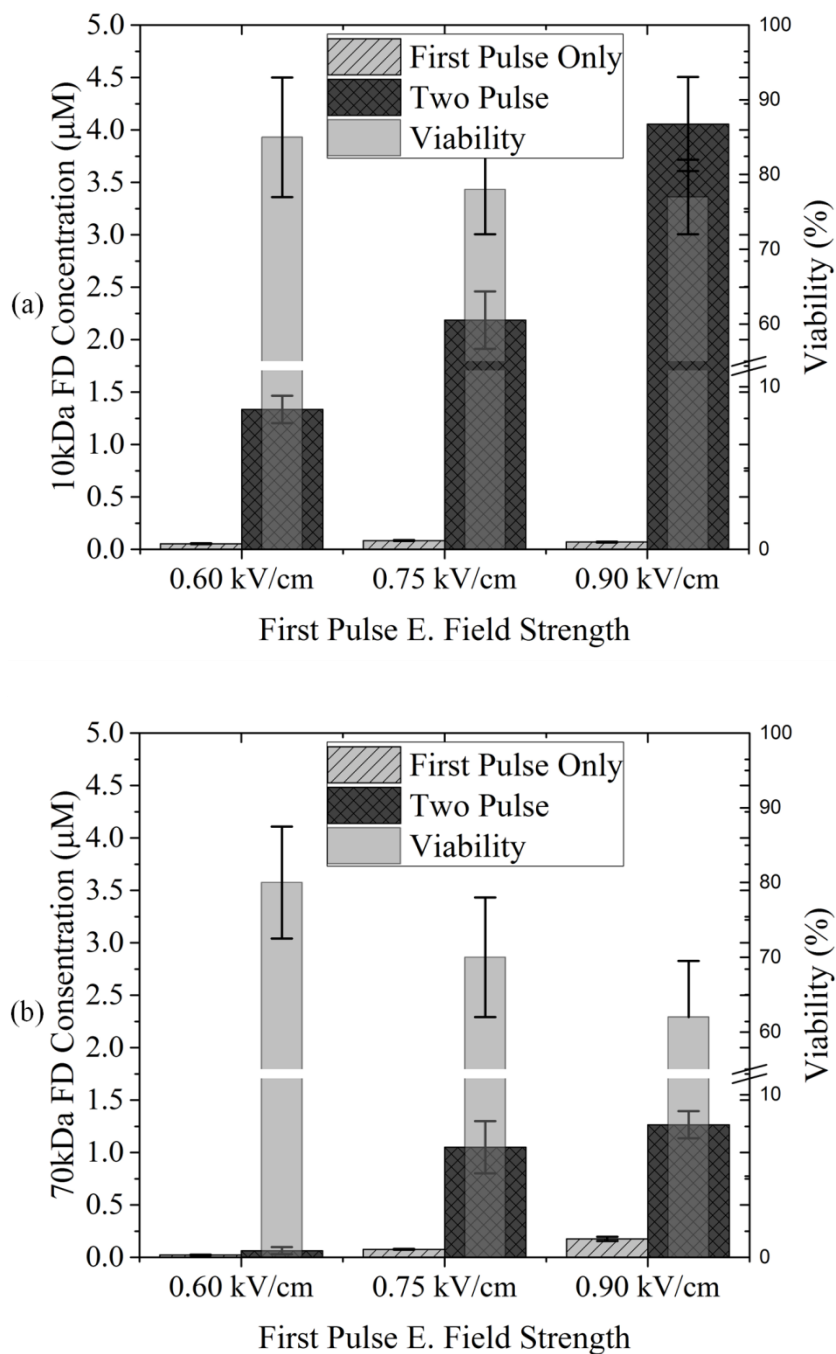 5.0
4.5
4.0
3.5
3.0
2.5
2.0
1.5
1.0
0.5
0.0
10kDa FD Concentration (μM)
(a)
First Pulse Only
Two Pulse
Viability
100
90
80
70
60
10
0
Viability (%)
0.60 kV/cm 0.75 kV/cm 0.90 kV/cm
First Pulse E. Field Strength
5.0
4.5
4.0
3.5
3.0
2.5
2.0
1.5
1.0
0.5
0.0
70kDa FD Consentration (μM)
(b)
First Pulse Only
Two Pulse
Viability
100
90
80
70
60
10
0
Viability (%)
0.60 kV/cm 0.75 kV/cm 0.90 kV/cm
First Pulse E. Field Strength